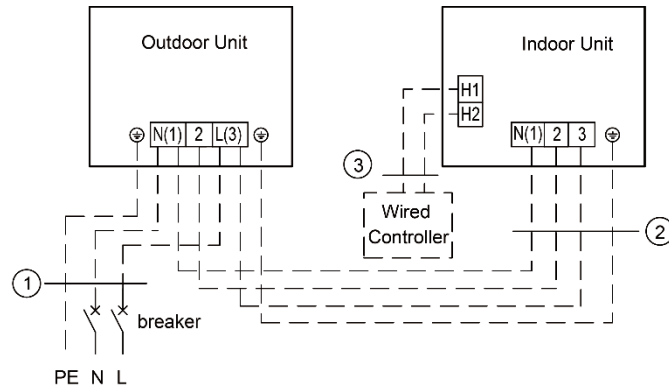 Outdoor Unit
Indoor Unit
H1
H2
N(1) 2 L(3)
N(1) 2 3
3
Wired
Controller
2
1
breaker
PE N L